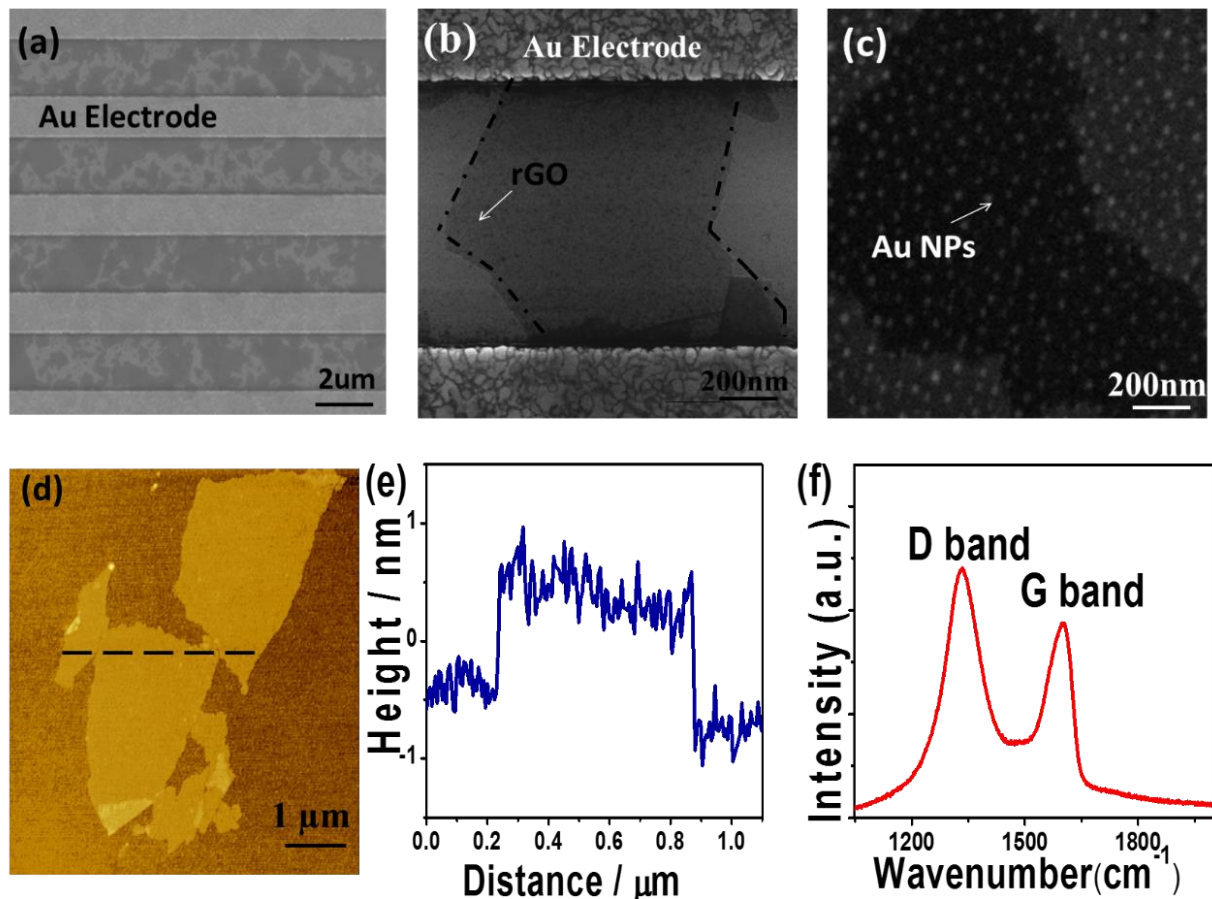 (a)
Au Electrode
2um
(b)
Au Electrode
rGO
200nm
(c)
Au NPs
200nm
(d)
1 μm
(e)
Height / nm
1
0
-1
0.0 0.2 0.4 0.6 0.8 1.0
Distance / μm
(f)
D band
G band
Intensity (a.u.)
1200 1500 1800
Wavenumber(cm⁻¹)